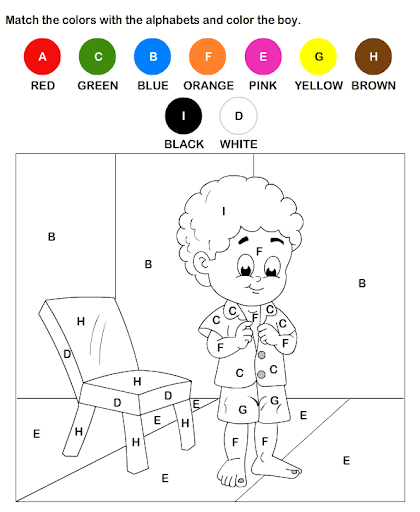 Match the colors with the alphabets and color the boy.
A C B F E G H
RED GREEN BLUE ORANGE PINK YELLOW BROWN
I D
BLACK WHITE
I
B
F
B
B
C C
H C F C
D F F
H C C
D D E G G
E H E H E
H F F
E E